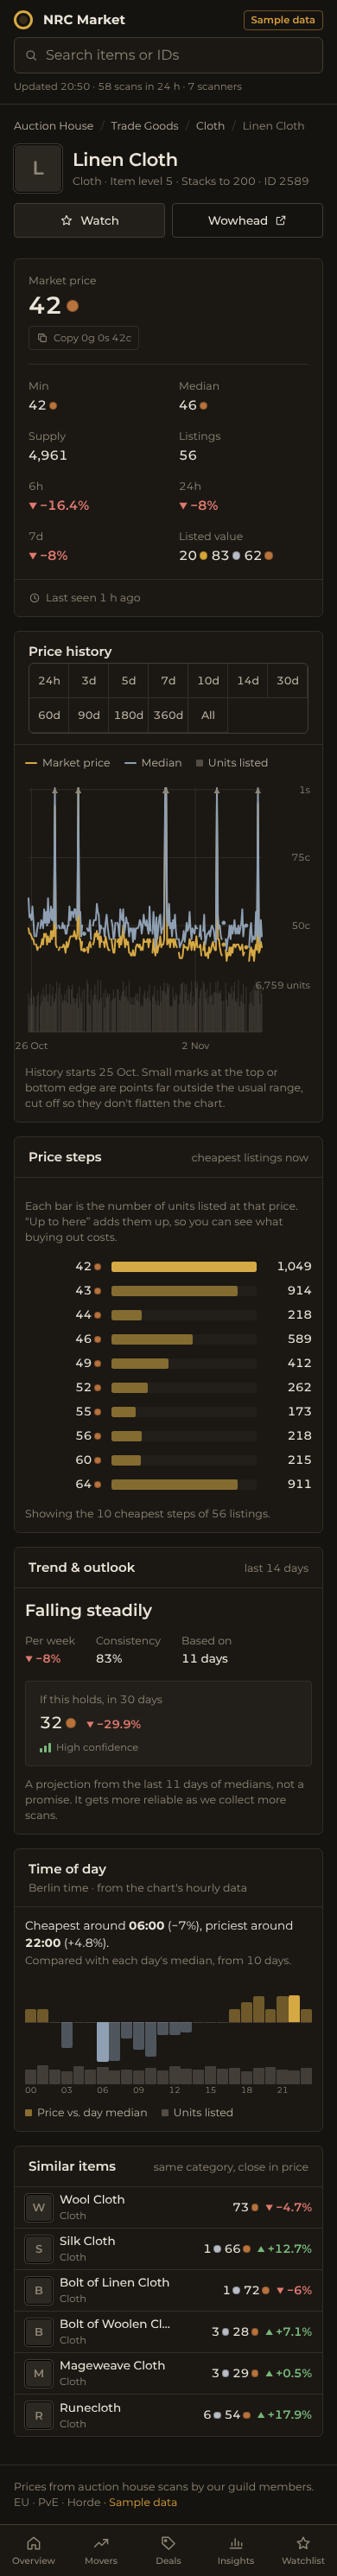 NRC Market
Sample data
Search items or IDs
Updated 20:50 · 58 scans in 24 h · 7 scanners
Auction House / Trade Goods / Cloth / Linen Cloth
L
Linen Cloth
Cloth · Item level 5 · Stacks to 200 · ID 2589
Watch
Wowhead
Market price
42
Copy 0g 0s 42c
Min
Median
42
46
Supply
Listings
4,961
56
6h
24h
▼ −16.4%
▼ −8%
7d
Listed value
▼ −8%
20 83 62
Last seen 1 h ago
Price history
24h 3d 5d 7d 10d 14d 30d
60d 90d 180d 360d All
Market price Median Units listed
1s
75c
50c
6,759 units
26 Oct 2 Nov
History starts 25 Oct. Small marks at the top or
bottom edge are points far outside the usual range,
cut off so they don't flatten the chart.
Price steps
cheapest listings now
Each bar is the number of units listed at that price.
“Up to here” adds them up, so you can see what
buying out costs.
42 1,049
43 914
44 218
46 589
49 412
52 262
55 173
56 218
60 215
64 911
Showing the 10 cheapest steps of 56 listings.
Trend & outlook
last 14 days
Falling steadily
Per week Consistency Based on
▼ −8% 83% 11 days
If this holds, in 30 days
32 ▼ −29.9%
High confidence
A projection from the last 11 days of medians, not a
promise. It gets more reliable as we collect more
scans.
Time of day
Berlin time · from the chart's hourly data
Cheapest around 06:00 (−7%), priciest around
22:00 (+4.8%).
Compared with each day's median, from 10 days.
00 03 06 09 12 15 18 21
Price vs. day median Units listed
Similar items
same category, close in price
W
Wool Cloth
Cloth
73 ▼ −4.7%
S
Silk Cloth
Cloth
1 66 ▲ +12.7%
B
Bolt of Linen Cloth
Cloth
1 72 ▼ −6%
B
Bolt of Woolen Cl...
Cloth
3 28 ▲ +7.1%
M
Mageweave Cloth
Cloth
3 29 ▲ +0.5%
R
Runecloth
Cloth
6 54 ▲ +17.9%
Prices from auction house scans by our guild members.
EU · PvE · Horde · Sample data
Overview Movers Deals Insights Watchlist